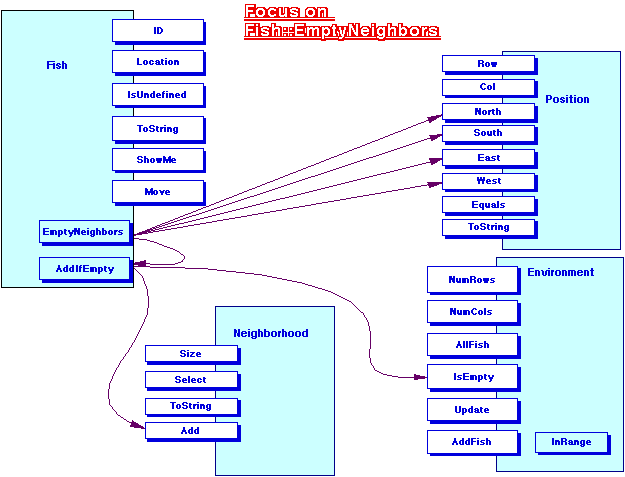 Focus on
Fish::EmptyNeighbors
Fish
ID
Location
IsUndefined
ToString
ShowMe
Move
EmptyNeighbors
AddIfEmpty
Position
Row
Col
North
South
East
West
Equals
ToString
Neighborhood
Size
Select
ToString
Add
Environment
NumRows
NumCols
AllFish
IsEmpty
Update
AddFish
InRange